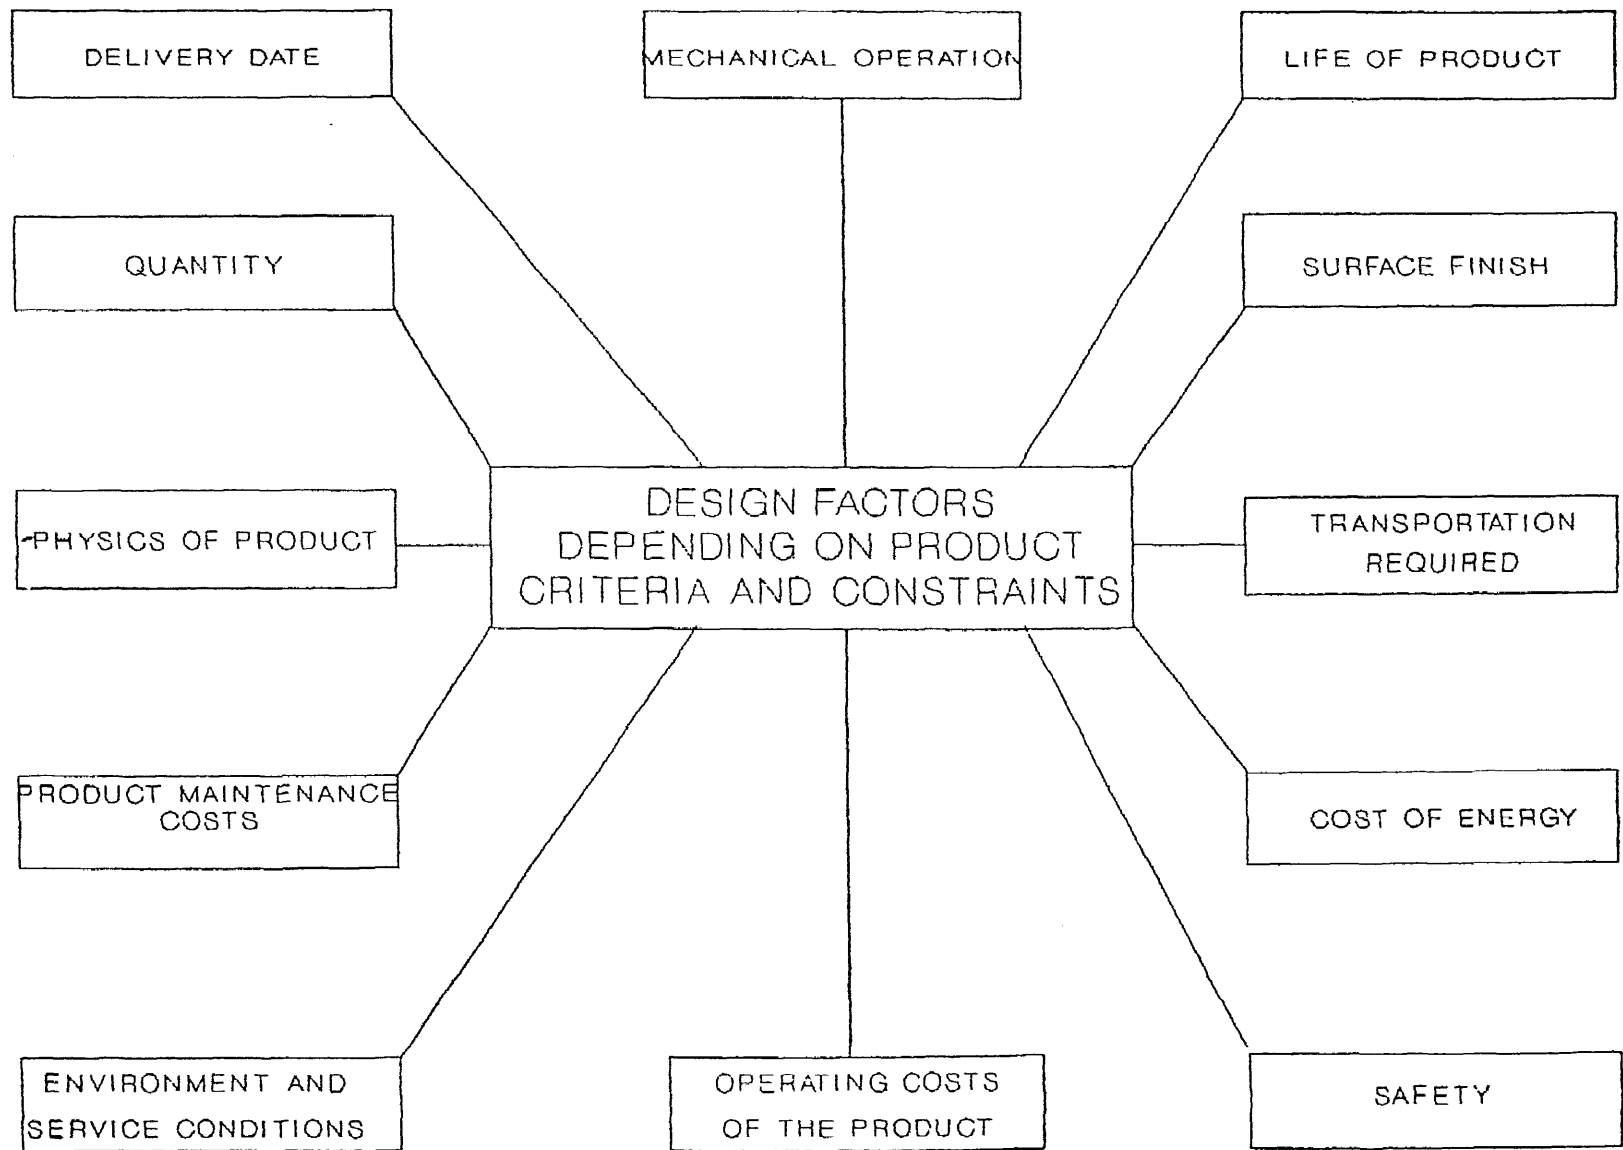 DELIVERY DATE
MECHANICAL OPERATION
LIFE OF PRODUCT
QUANTITY
SURFACE FINISH
PHYSICS OF PRODUCT
DESIGN FACTORS
DEPENDING ON PRODUCT
CRITERIA AND CONSTRAINTS
TRANSPORTATION
REQUIRED
PRODUCT MAINTENANCE
COSTS
COST OF ENERGY
ENVIRONMENT AND
SERVICE CONDITIONS
OPERATING COSTS
OF THE PRODUCT
SAFETY